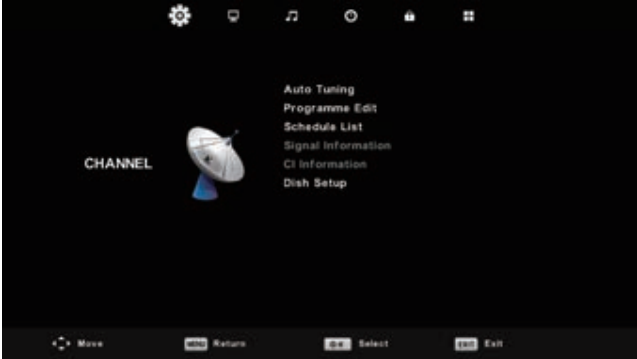 Auto Tuning
Programme Edit
Schedule List
Signal Information
CI Information
Dish Setup
CHANNEL
Move
MENU Return
OK Select
EXIT Exit